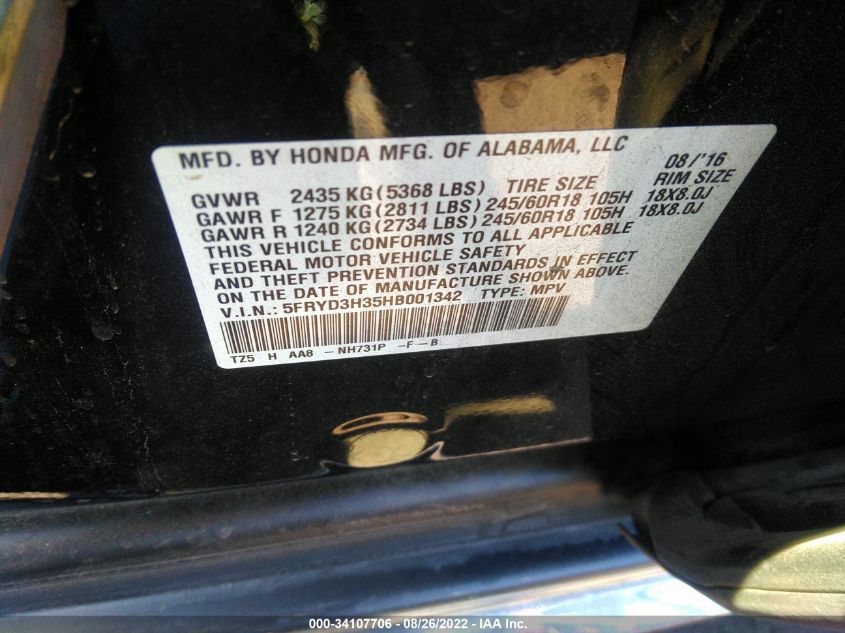 MFD. BY HONDA MFG. OF ALABAMA, LLC 08/'16
GVWR 2435 KG (5368 LBS) TIRE SIZE RIM SIZE
GAWR F 1275 KG (2811 LBS) 245/60R18 105H 18X8.0J
GAWR R 1240 KG (2734 LBS) 245/60R18 105H 18X8.0J
THIS VEHICLE CONFORMS TO ALL APPLICABLE
FEDERAL MOTOR VEHICLE SAFETY
AND THEFT PREVENTION STANDARDS IN EFFECT
ON THE DATE OF MANUFACTURE SHOWN ABOVE.
V.I.N.: 5FRYD3H35HB001342 TYPE: MPV
TZ5 H AA8 -NH731P -F-B
000-34107706 - 08/26/2022 - IAA Inc.